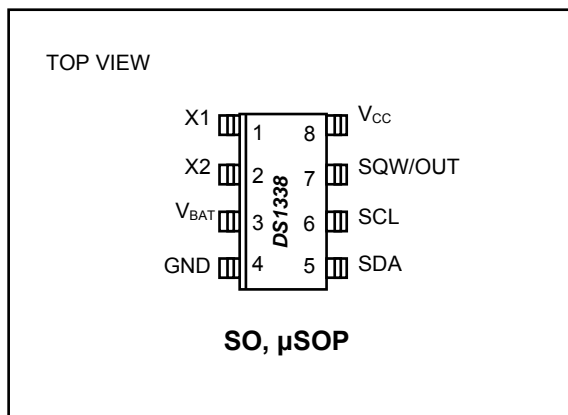 TOP VIEW
X1 1 8 VCC
X2 2 7 SQW/OUT
VBAT 3 6 SCL
GND 4 5 SDA
DS1338
SO, µSOP